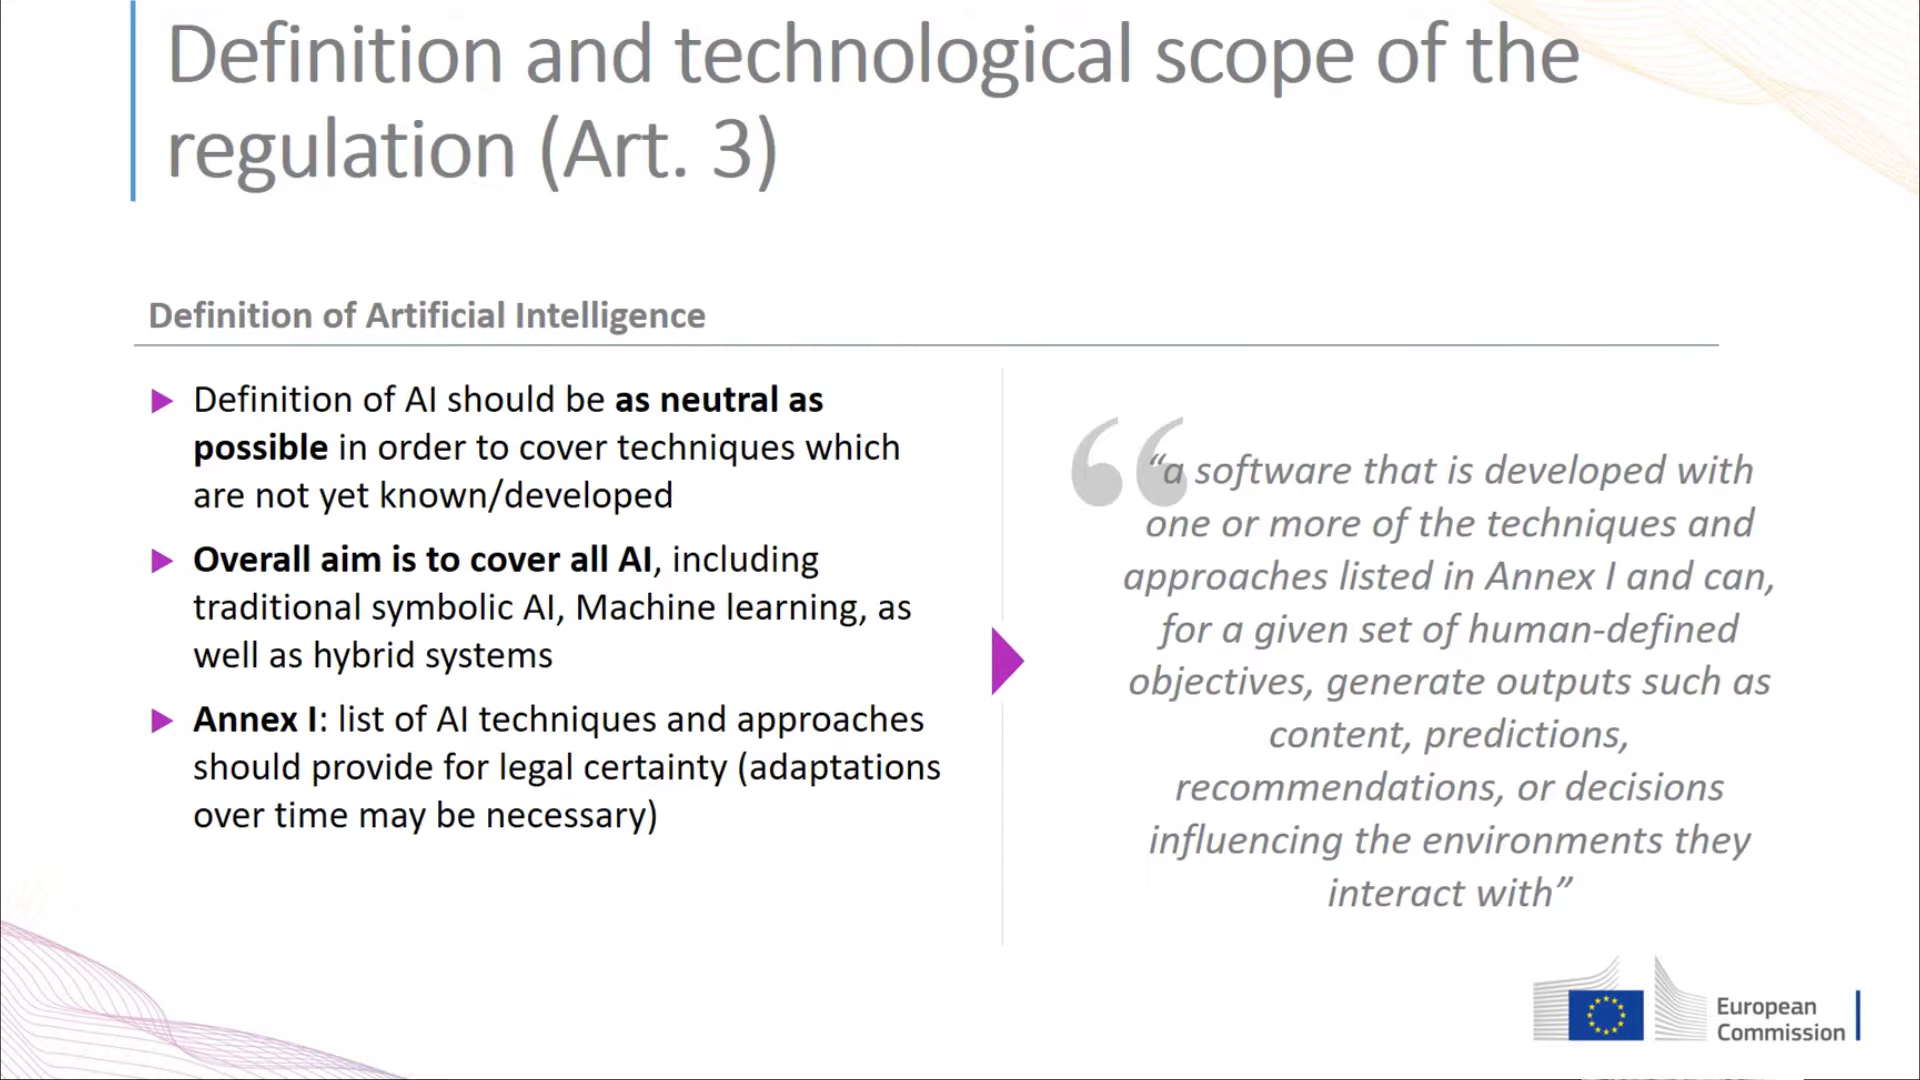 Definition and technological scope of the
regulation (Art. 3)
Definition of Artificial Intelligence
Definition of AI should be as neutral as
possible in order to cover techniques which
are not yet known/developed
Overall aim is to cover all AI, including
traditional symbolic AI, Machine learning, as
well as hybrid systems
Annex I: list of AI techniques and approaches
should provide for legal certainty (adaptations
over time may be necessary)
“a software that is developed with
one or more of the techniques and
approaches listed in Annex I and can,
for a given set of human-defined
objectives, generate outputs such as
content, predictions,
recommendations, or decisions
influencing the environments they
interact with”
European
Commission